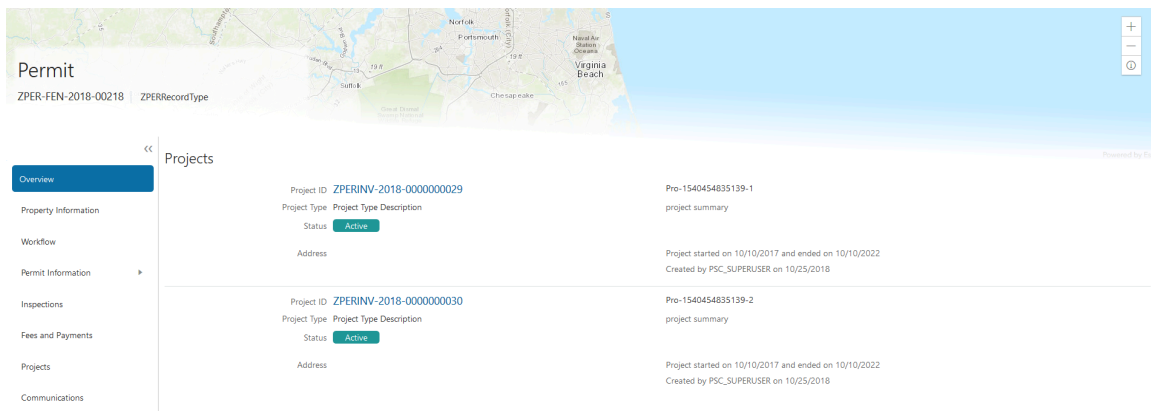 Norfolk
Portsmouth
Naval Air
Station
Oceana
19 ft
Virginia
Beach
19 ft
Suffolk
Chesapeake
Permit
ZPER-FEN-2018-00218 ZPERRecordType
+
−
<<
Projects
Overview
Property Information
Workflow
Permit Information
Inspections
Fees and Payments
Projects
Communications
Project ID ZPERINV-2018-0000000029 Pro-1540454835139-1
Project Type Project Type Description project summary
Status Active
Address Project started on 10/10/2017 and ended on 10/10/2022
Created by PSC_SUPERUSER on 10/25/2018
Project ID ZPERINV-2018-0000000030 Pro-1540454835139-2
Project Type Project Type Description project summary
Status Active
Address Project started on 10/10/2017 and ended on 10/10/2022
Created by PSC_SUPERUSER on 10/25/2018